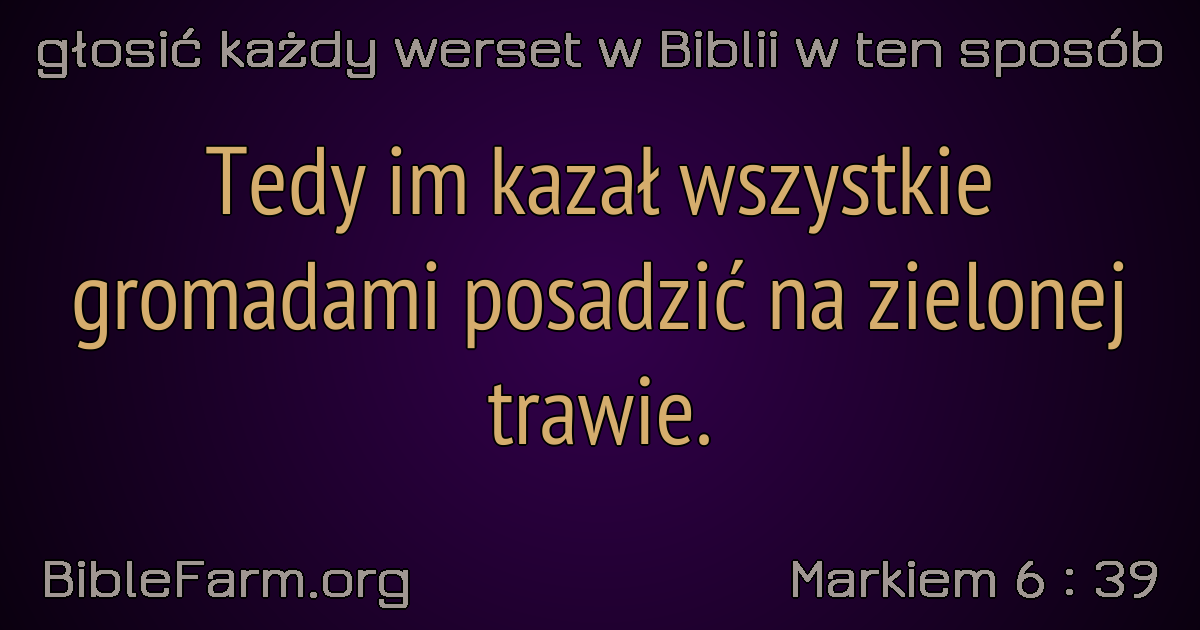 głosić każdy werset w Biblii w ten sposób
Tedy im kazał wszystkie
gromadami posadzić na zielonej
trawie.
BibleFarm.org
Markiem 6 : 39